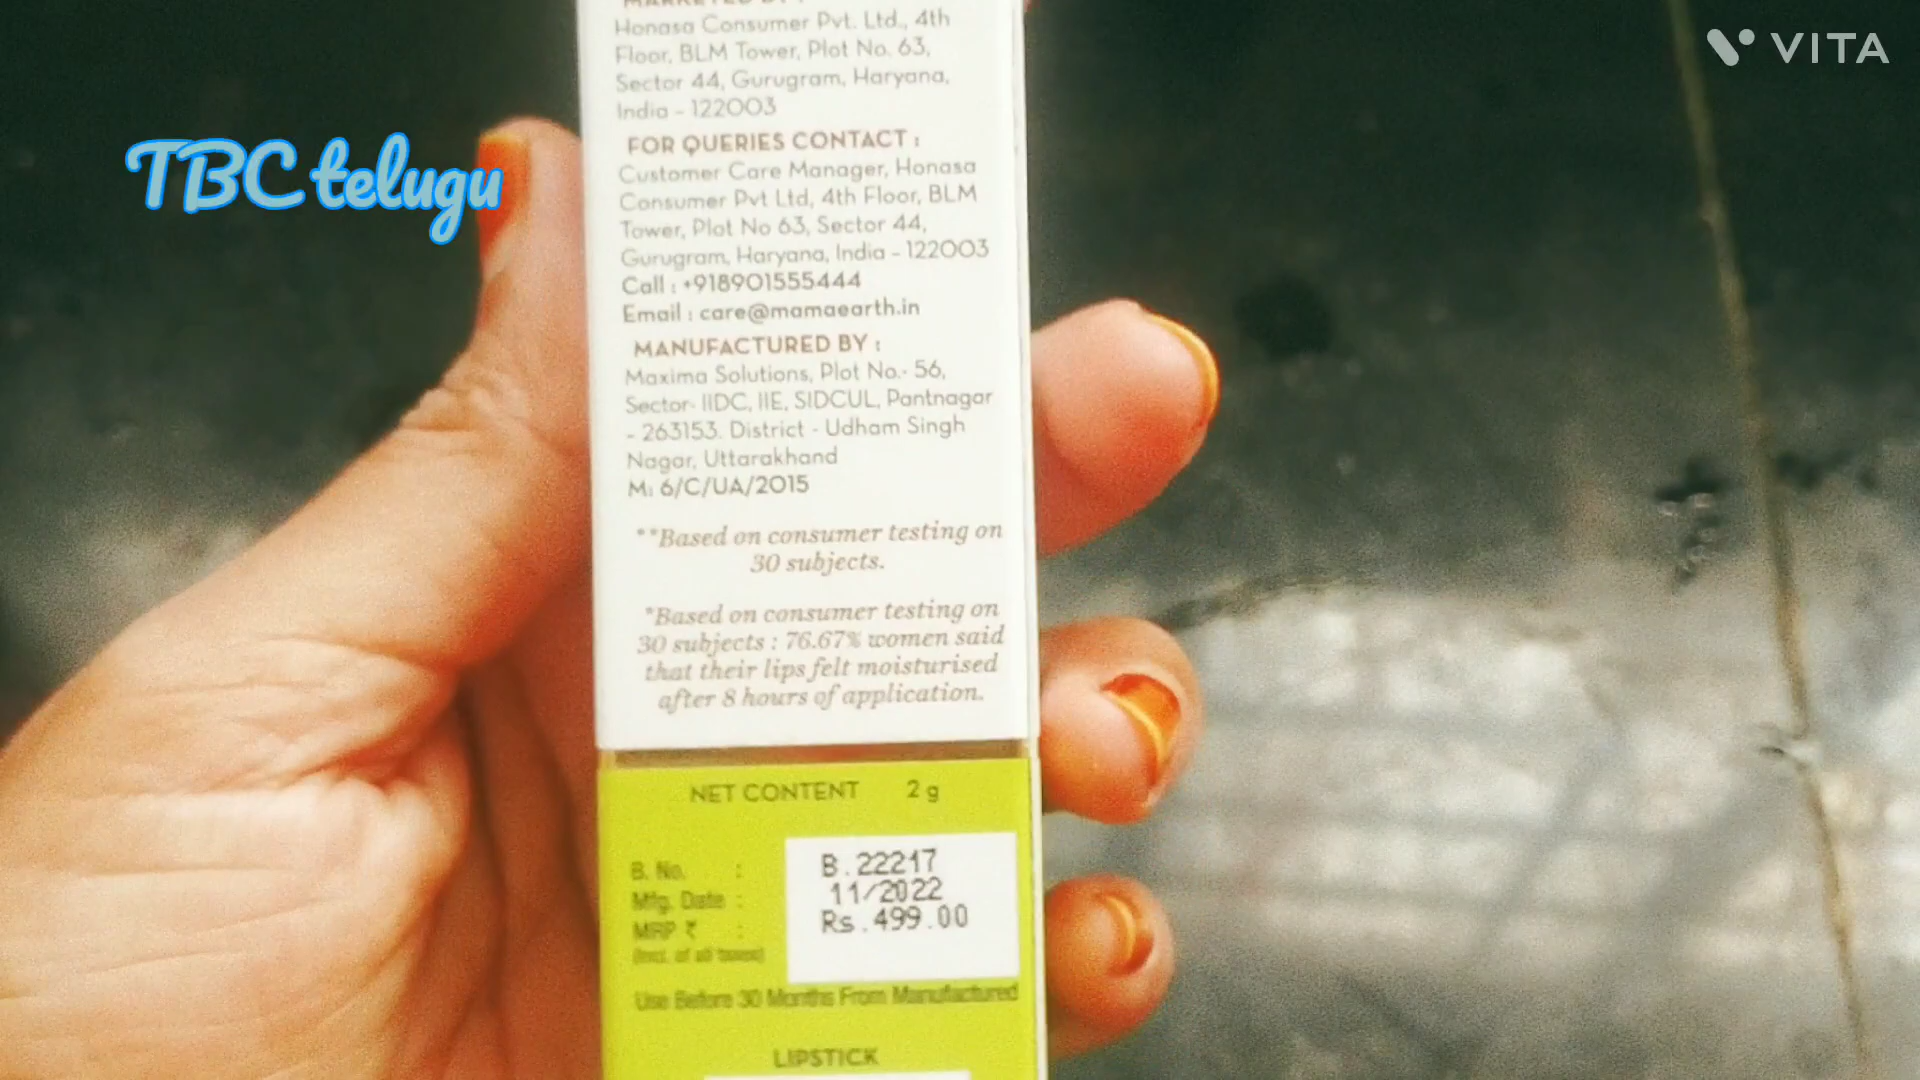 MARKETED BY :
Honasa Consumer Pvt. Ltd., 4th
Floor, BLM Tower, Plot No. 63,
Sector 44, Gurugram, Haryana,
India - 122003
FOR QUERIES CONTACT :
Customer Care Manager, Honasa
Consumer Pvt Ltd, 4th Floor, BLM
Tower, Plot No 63, Sector 44,
Gurugram, Haryana, India - 122003
Call : +918901555444
Email : care@mamaearth.in
MANUFACTURED BY :
Maxima Solutions, Plot No.- 56,
Sector- IIDC, IIE, SIDCUL, Pantnagar
- 263153. District - Udham Singh
Nagar, Uttarakhand
M: 6/C/UA/2015
**Based on consumer testing on
30 subjects.
*Based on consumer testing on
30 subjects : 76.67% women said
that their lips felt moisturised
after 8 hours of application.
NET CONTENT 2 g
B. No. : B.22217
Mfg. Date : 11/2022
MRP ₹ : Rs.499.00
(Incl. of all taxes)
Use Before 30 Months From Manufactured
LIPSTICK
TBC telugu
VITA